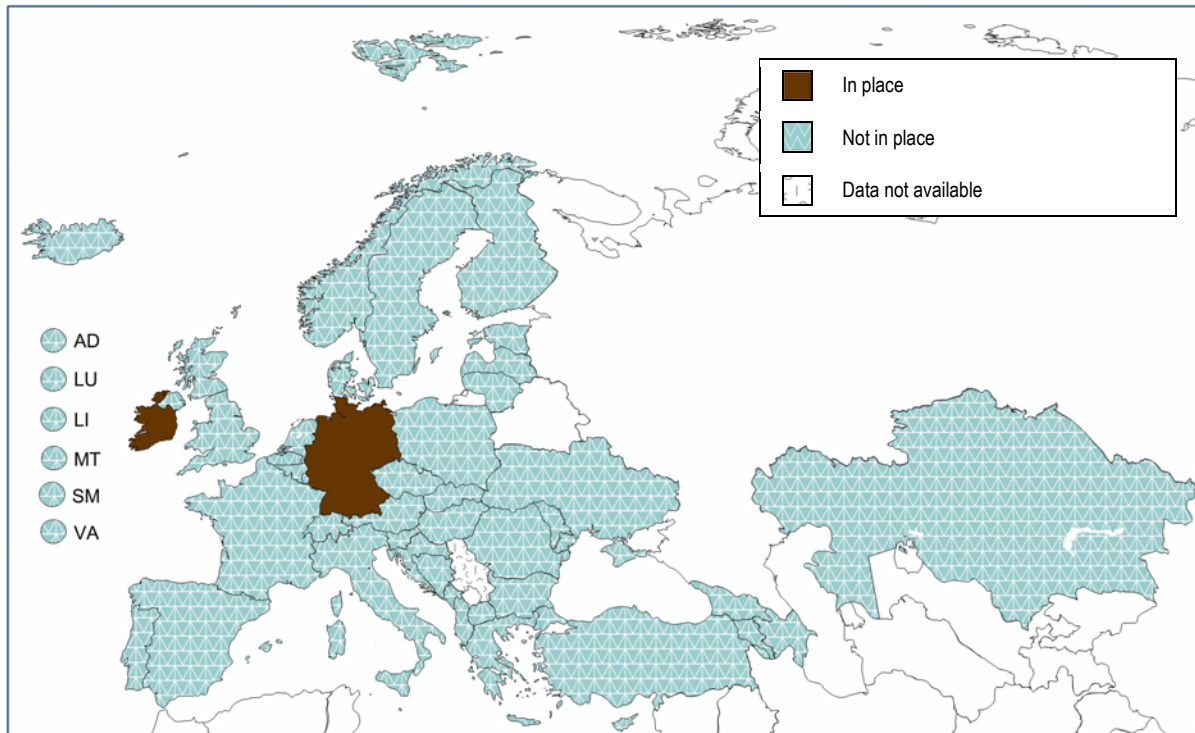 In place
Not in place
Data not available
AD
LU
LI
MT
SM
VA